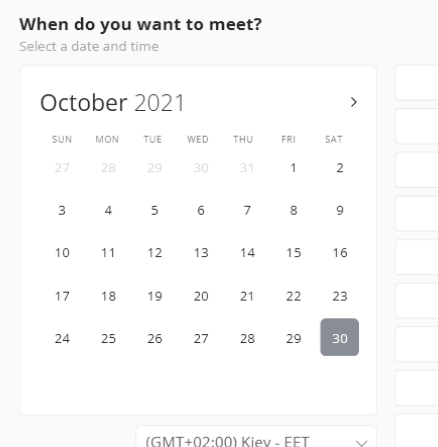 When do you want to meet?
Select a date and time
October 2021
SUN MON TUE WED THU FRI SAT
27 28 29 30 31 1 2
3 4 5 6 7 8 9
10 11 12 13 14 15 16
17 18 19 20 21 22 23
24 25 26 27 28 29 30
(GMT+02:00) Kiev - EET